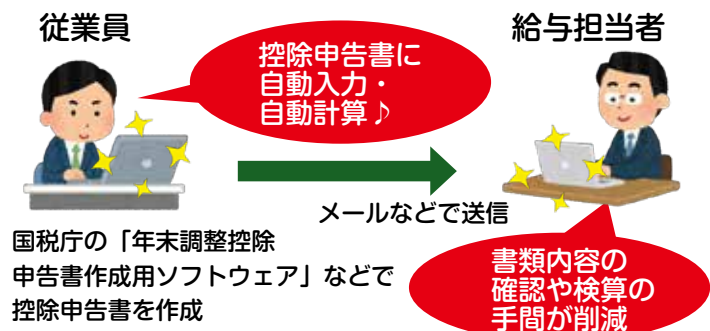 従業員
給与担当者
控除申告書に
自動入力・
自動計算♪
メールなどで送信
国税庁の「年末調整控除
申告書作成用ソフトウェア」などで
控除申告書を作成
書類内容の
確認や検算の
手間が削減